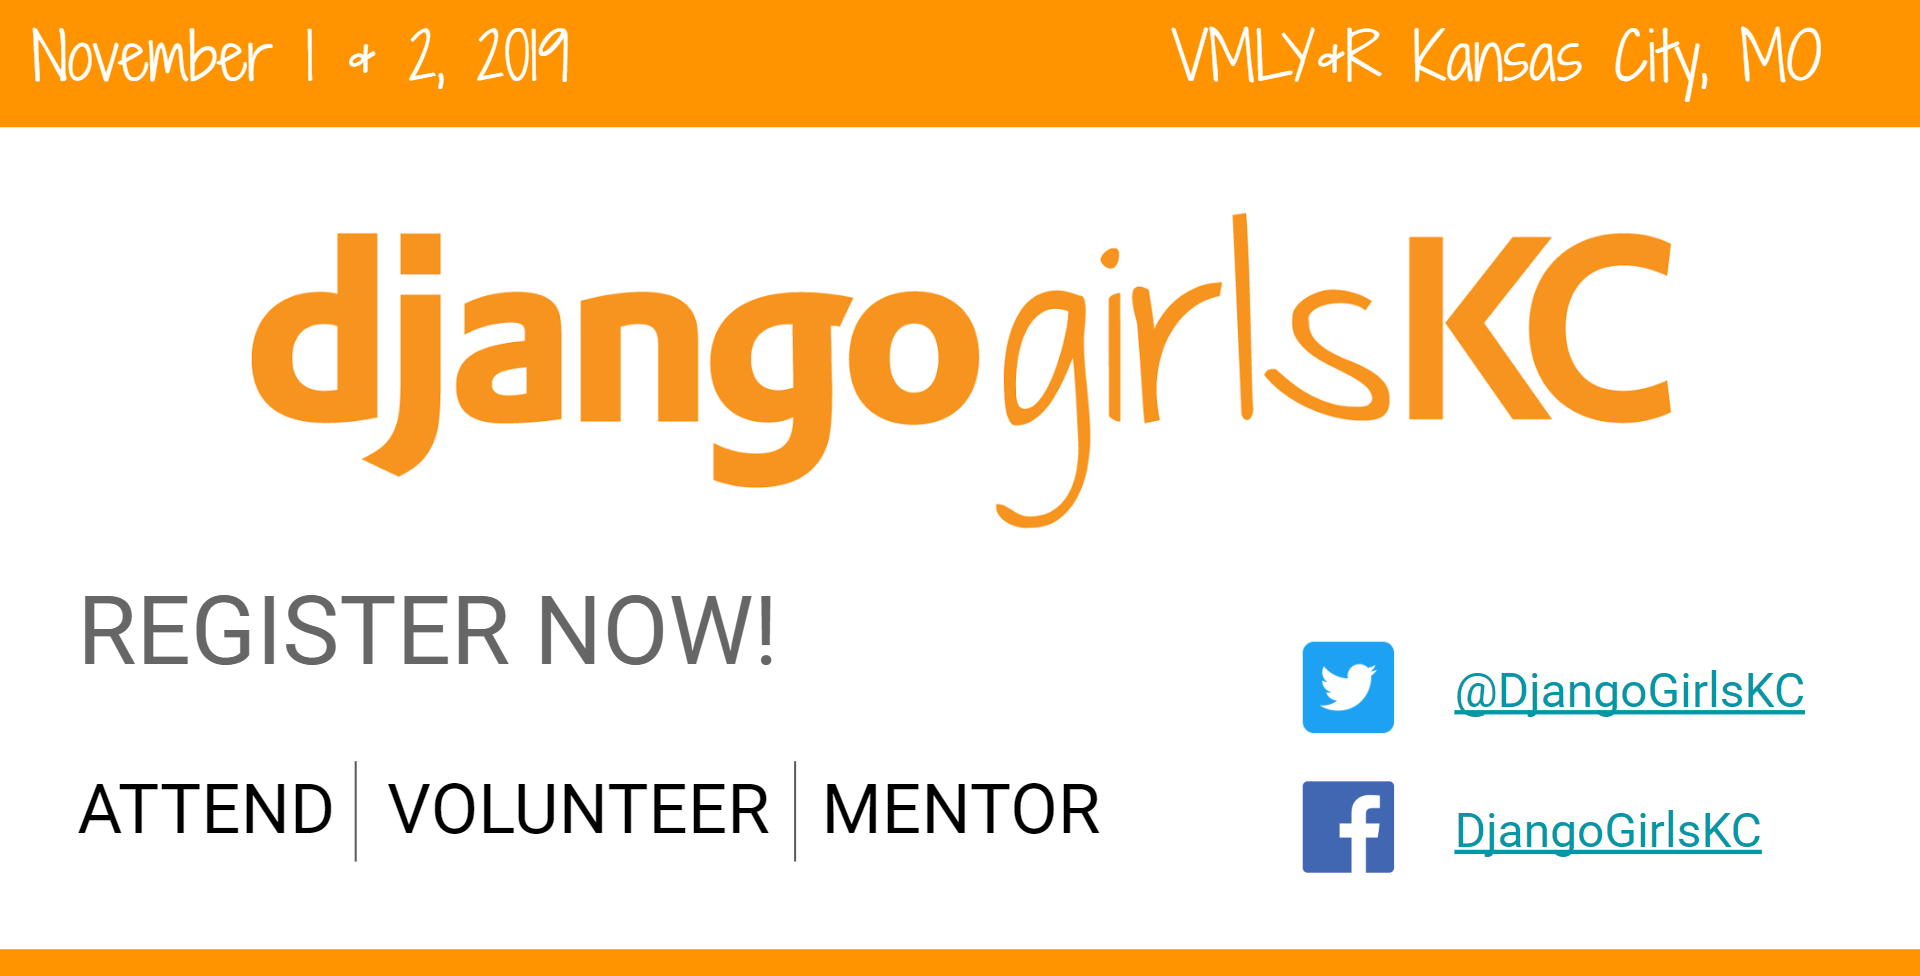 November 1 & 2, 2019
VMLY&R Kansas City, MO
djangogirlsKC
REGISTER NOW!
@DjangoGirlsKC
ATTEND VOLUNTEER MENTOR
DjangoGirlsKC